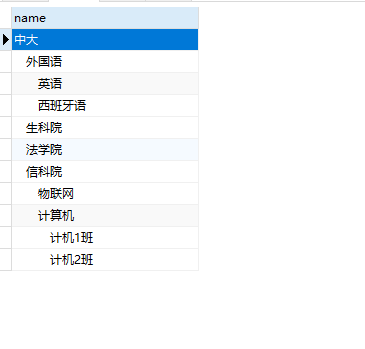 name
中大
外国语
英语
西班牙语
生科院
法学院
信科院
物联网
计算机
计机1班
计机2班